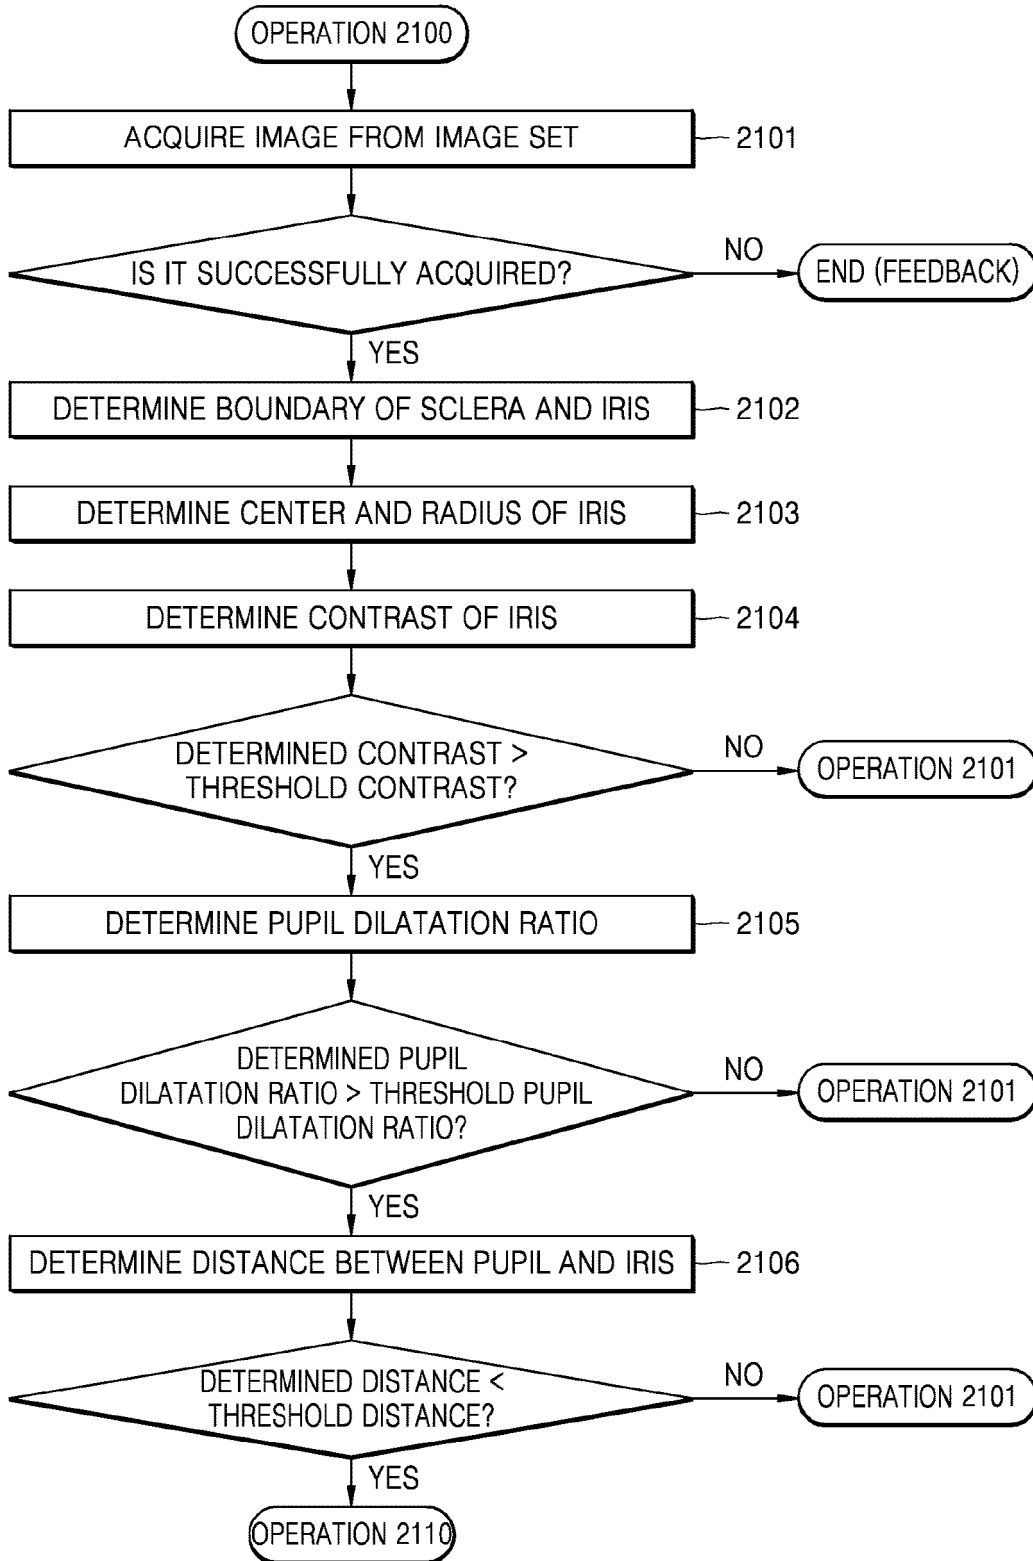 OPERATION 2100
ACQUIRE IMAGE FROM IMAGE SET
2101
IS IT SUCCESSFULLY ACQUIRED?
NO
END (FEEDBACK)
YES
DETERMINE BOUNDARY OF SCLERA AND IRIS
2102
DETERMINE CENTER AND RADIUS OF IRIS
2103
DETERMINE CONTRAST OF IRIS
2104
DETERMINED CONTRAST >
THRESHOLD CONTRAST?
NO
OPERATION 2101
YES
DETERMINE PUPIL DILATATION RATIO
2105
DETERMINED PUPIL
DILATATION RATIO > THRESHOLD PUPIL
DILATATION RATIO?
NO
OPERATION 2101
YES
DETERMINE DISTANCE BETWEEN PUPIL AND IRIS
2106
DETERMINED DISTANCE <
THRESHOLD DISTANCE?
NO
OPERATION 2101
YES
OPERATION 2110